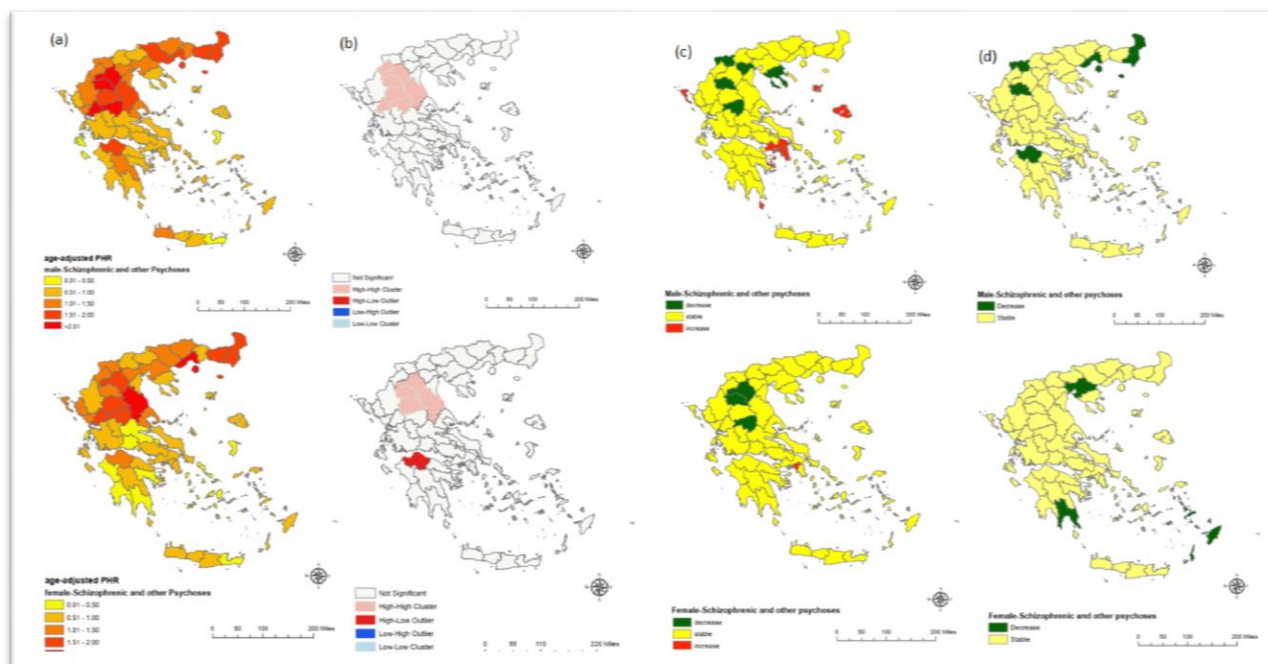 (a)
(b)
(c)
(d)
age-adjusted PHR
male-Schizophrenic and other Psychoses
0.01 - 0.50
0.51 - 1.00
1.01 - 1.50
1.51 - 2.00
>2.01
0 50 100 200 Miles
Not Significant
High-High Cluster
High-Low Outlier
Low-High Outlier
Low-Low Cluster
0 50 100 200 Miles
Male-Schizophrenic and other psychoses
decrease
stable
increase
0 50 100 200 Miles
Male-Schizophrenic and other psychoses
Decrease
Stable
0 50 100 200 Miles
age-adjusted PHR
female-Schizophrenic and other Psychoses
0.01 - 0.50
0.51 - 1.00
1.01 - 1.50
1.51 - 2.00
0 50 100 200 Miles
Not Significant
High-High Cluster
High-Low Outlier
Low-High Outlier
Low-Low Cluster
0 55 110 220 Miles
Female-Schizophrenic and other psychoses
decrease
stable
increase
0 50 100 200 Miles
Female-Schizophrenic and other psychoses
Decrease
Stable
0 50 100 200 Miles